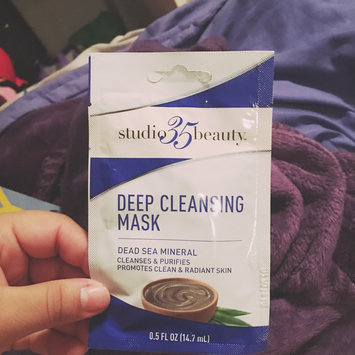 studio 35 beauty.
DEEP CLEANSING
MASK
DEAD SEA MINERAL
CLEANSES & PURIFIES
PROMOTES CLEAN & RADIANT SKIN
0.5 FL OZ (14.7 mL)